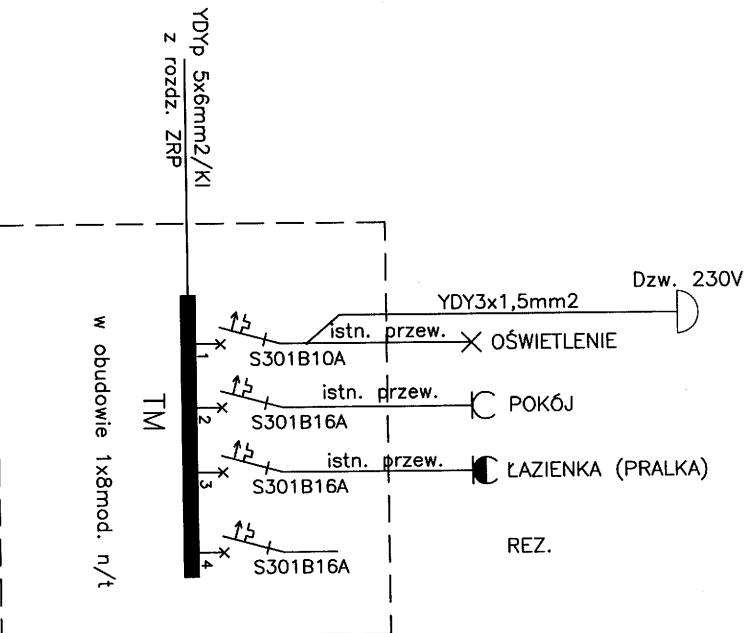 YDYp 5x6mm2/Kl
z rozdz. ZRP
Dzw. 230V
YDY3x1,5mm2
istn. przew.
OŚWIETLENIE
1
S301B10A
istn. przew.
POKÓJ
2
S301B16A
TM
w obudowie 1x8mod. n/t
istn. przew.
ŁAZIENKA (PRALKA)
3
S301B16A
REZ.
4
S301B16A